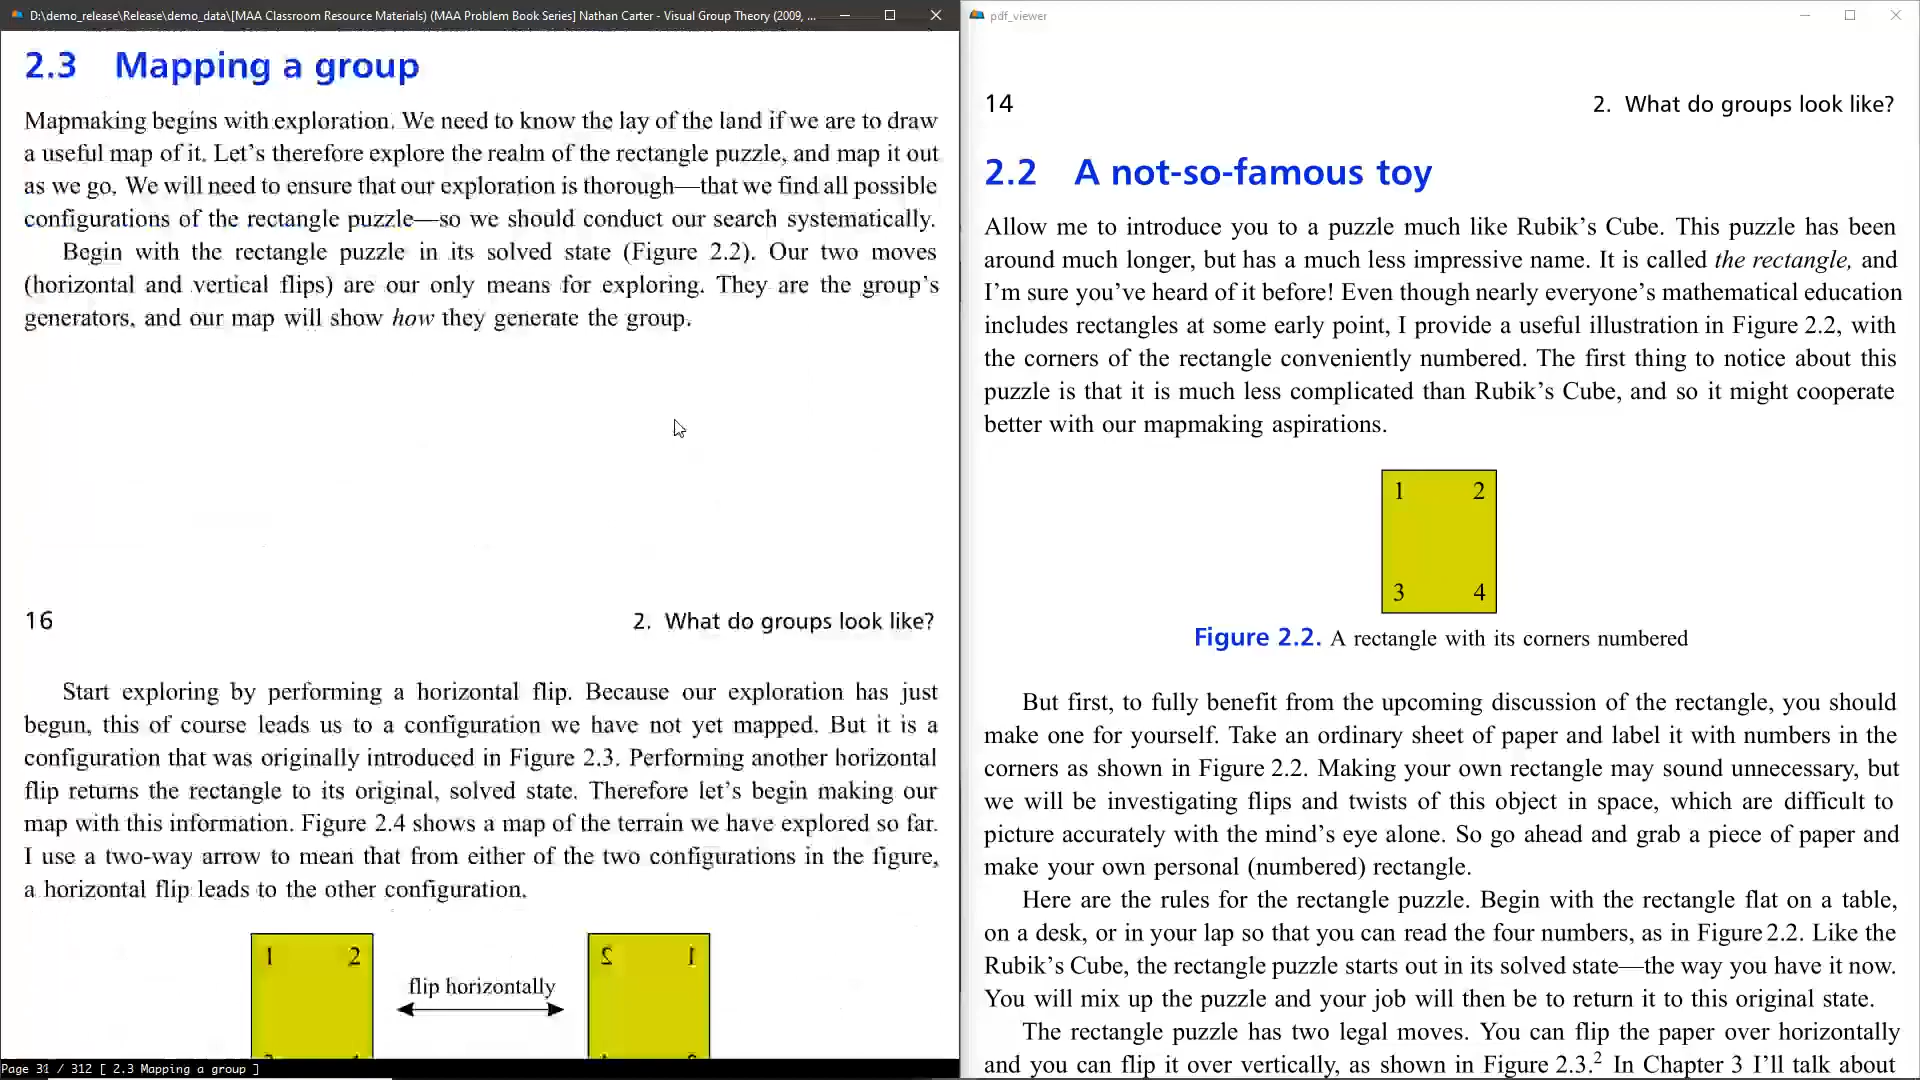 D:\demo_release\Release\demo_data\[MAA Classroom Resource Materials) (MAA Problem Book Series] Nathan Carter - Visual Group Theory (2009, ...
2.3 Mapping a group
Mapmaking begins with exploration. We need to know the lay of the land if we are to draw
a useful map of it. Let's therefore explore the realm of the rectangle puzzle, and map it out
as we go. We will need to ensure that our exploration is thorough—that we find all possible
configurations of the rectangle puzzle—so we should conduct our search systematically.
Begin with the rectangle puzzle in its solved state (Figure 2.2). Our two moves
(horizontal and vertical flips) are our only means for exploring. They are the group's
generators, and our map will show how they generate the group.
16 2. What do groups look like?
Start exploring by performing a horizontal flip. Because our exploration has just
begun, this of course leads us to a configuration we have not yet mapped. But it is a
configuration that was originally introduced in Figure 2.3. Performing another horizontal
flip returns the rectangle to its original, solved state. Therefore let's begin making our
map with this information. Figure 2.4 shows a map of the terrain we have explored so far.
I use a two-way arrow to mean that from either of the two configurations in the figure,
a horizontal flip leads to the other configuration.
1 2 2 1
flip horizontally
Page 31 / 312 [ 2.3 Mapping a group ]
pdf_viewer
14 2. What do groups look like?
2.2 A not-so-famous toy
Allow me to introduce you to a puzzle much like Rubik's Cube. This puzzle has been
around much longer, but has a much less impressive name. It is called the rectangle, and
I'm sure you've heard of it before! Even though nearly everyone's mathematical education
includes rectangles at some early point, I provide a useful illustration in Figure 2.2, with
the corners of the rectangle conveniently numbered. The first thing to notice about this
puzzle is that it is much less complicated than Rubik's Cube, and so it might cooperate
better with our mapmaking aspirations.
1 2
3 4
Figure 2.2. A rectangle with its corners numbered
But first, to fully benefit from the upcoming discussion of the rectangle, you should
make one for yourself. Take an ordinary sheet of paper and label it with numbers in the
corners as shown in Figure 2.2. Making your own rectangle may sound unnecessary, but
we will be investigating flips and twists of this object in space, which are difficult to
picture accurately with the mind's eye alone. So go ahead and grab a piece of paper and
make your own personal (numbered) rectangle.
Here are the rules for the rectangle puzzle. Begin with the rectangle flat on a table,
on a desk, or in your lap so that you can read the four numbers, as in Figure 2.2. Like the
Rubik's Cube, the rectangle puzzle starts out in its solved state—the way you have it now.
You will mix up the puzzle and your job will then be to return it to this original state.
The rectangle puzzle has two legal moves. You can flip the paper over horizontally
and you can flip it over vertically, as shown in Figure 2.3.² In Chapter 3 I'll talk about